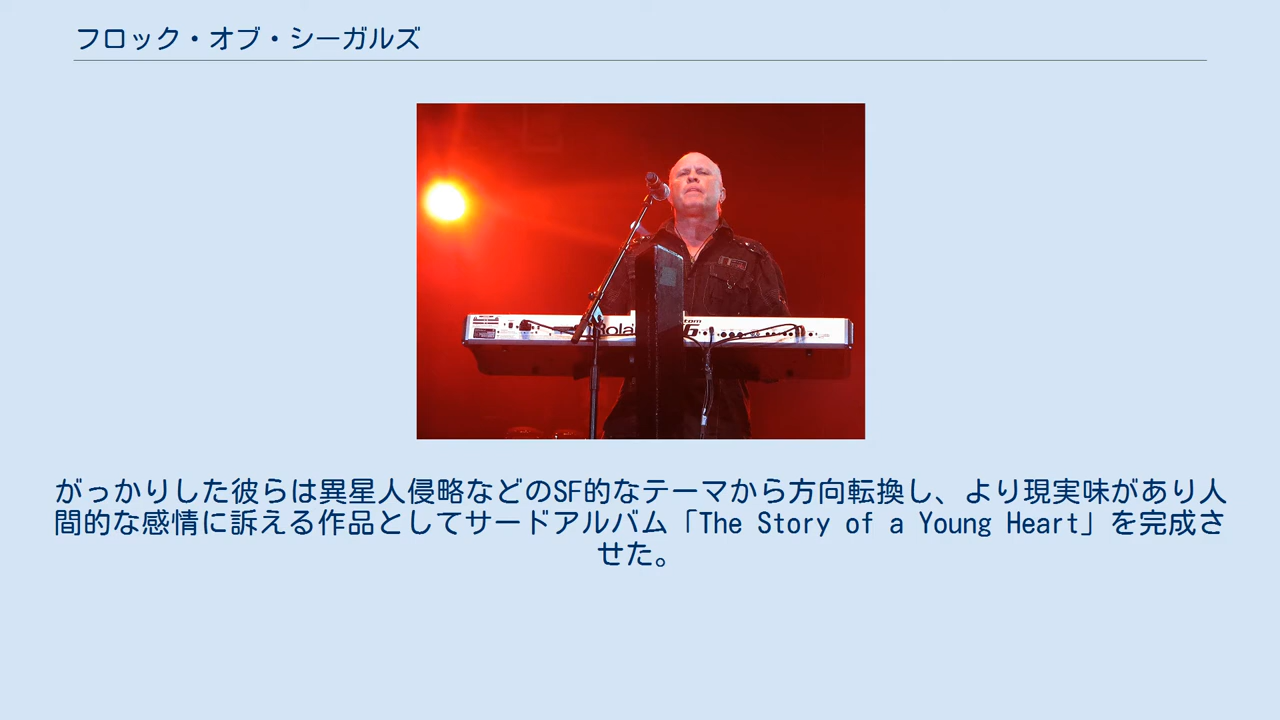 フロック・オブ・シーガルズ
がっかりした彼らは異星人侵略などのSF的なテーマから方向転換し、より現実味があり人
間的な感情に訴える作品としてサードアルバム「The Story of a Young Heart」を完成さ
せた。